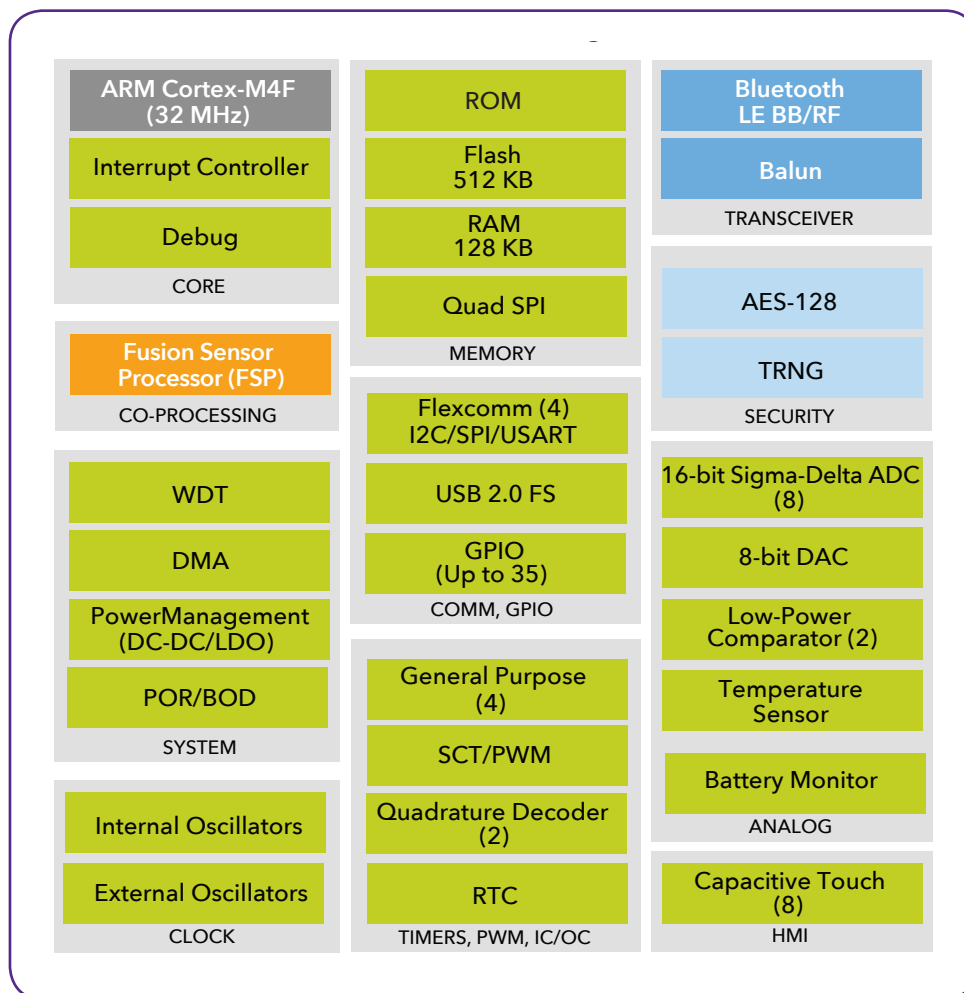 ARM Cortex-M4F
(32 MHz)
Interrupt Controller
Debug
CORE
Fusion Sensor
Processor (FSP)
CO-PROCESSING
WDT
DMA
PowerManagement
(DC-DC/LDO)
POR/BOD
SYSTEM
Internal Oscillators
External Oscillators
CLOCK
ROM
Flash
512 KB
RAM
128 KB
Quad SPI
MEMORY
Flexcomm (4)
I2C/SPI/USART
USB 2.0 FS
GPIO
(Up to 35)
COMM, GPIO
General Purpose
(4)
SCT/PWM
Quadrature Decoder
(2)
RTC
TIMERS, PWM, IC/OC
Bluetooth
LE BB/RF
Balun
TRANSCEIVER
AES-128
TRNG
SECURITY
16-bit Sigma-Delta ADC
(8)
8-bit DAC
Low-Power
Comparator (2)
Temperature
Sensor
Battery Monitor
ANALOG
Capacitive Touch
(8)
HMI